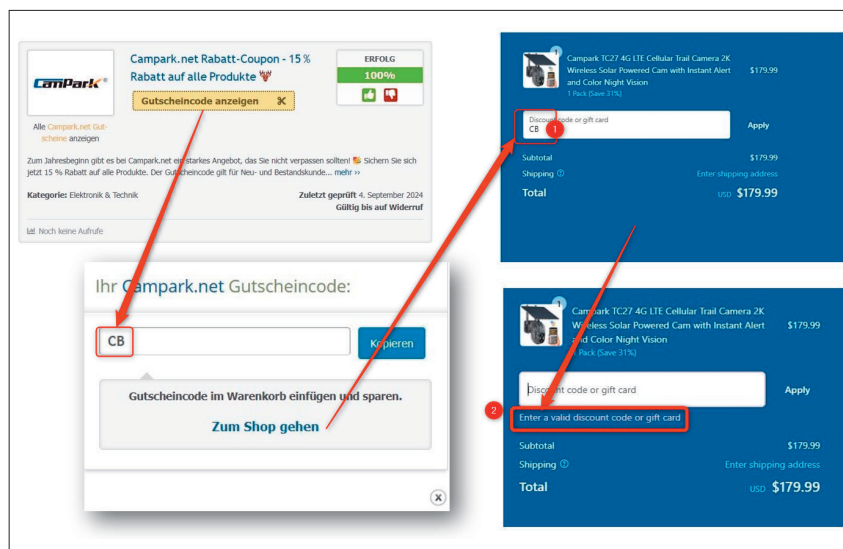 CamPark®
Campark.net Rabatt-Coupon - 15 %
Rabatt auf alle Produkte
Gutscheincode anzeigen
ERFOLG
100%
Alle Campark.net Gut-
scheine anzeigen
Zum Jahresbeginn gibt es bei Campark.net ein starkes Angebot, das Sie nicht verpassen sollten! Sichern Sie sich
jetzt 15 % Rabatt auf alle Produkte. Der Gutscheincode gilt für Neu- und Bestandskunde... mehr ››
Kategorie: Elektronik & Technik
Zuletzt geprüft 4. September 2024
Gültig bis auf Widerruf
Noch keine Aufrufe
Ihr Campark.net Gutscheincode:
CB
Kopieren
Gutscheincode im Warenkorb einfügen und sparen.
Zum Shop gehen
X
1
Campark TC27 4G LTE Cellular Trail Camera 2K
Wireless Solar Powered Cam with Instant Alert
and Color Night Vision
1 Pack (Save 31%)
$179.99
Discount code or gift card
CB
1
Apply
Subtotal
$179.99
Shipping
Enter shipping address
Total
USD $179.99
1
Campark TC27 4G LTE Cellular Trail Camera 2K
Wireless Solar Powered Cam with Instant Alert
and Color Night Vision
1 Pack (Save 31%)
$179.99
Discount code or gift card
Apply
2
Enter a valid discount code or gift card
Subtotal
$179.99
Shipping
Enter shipping address
Total
USD $179.99